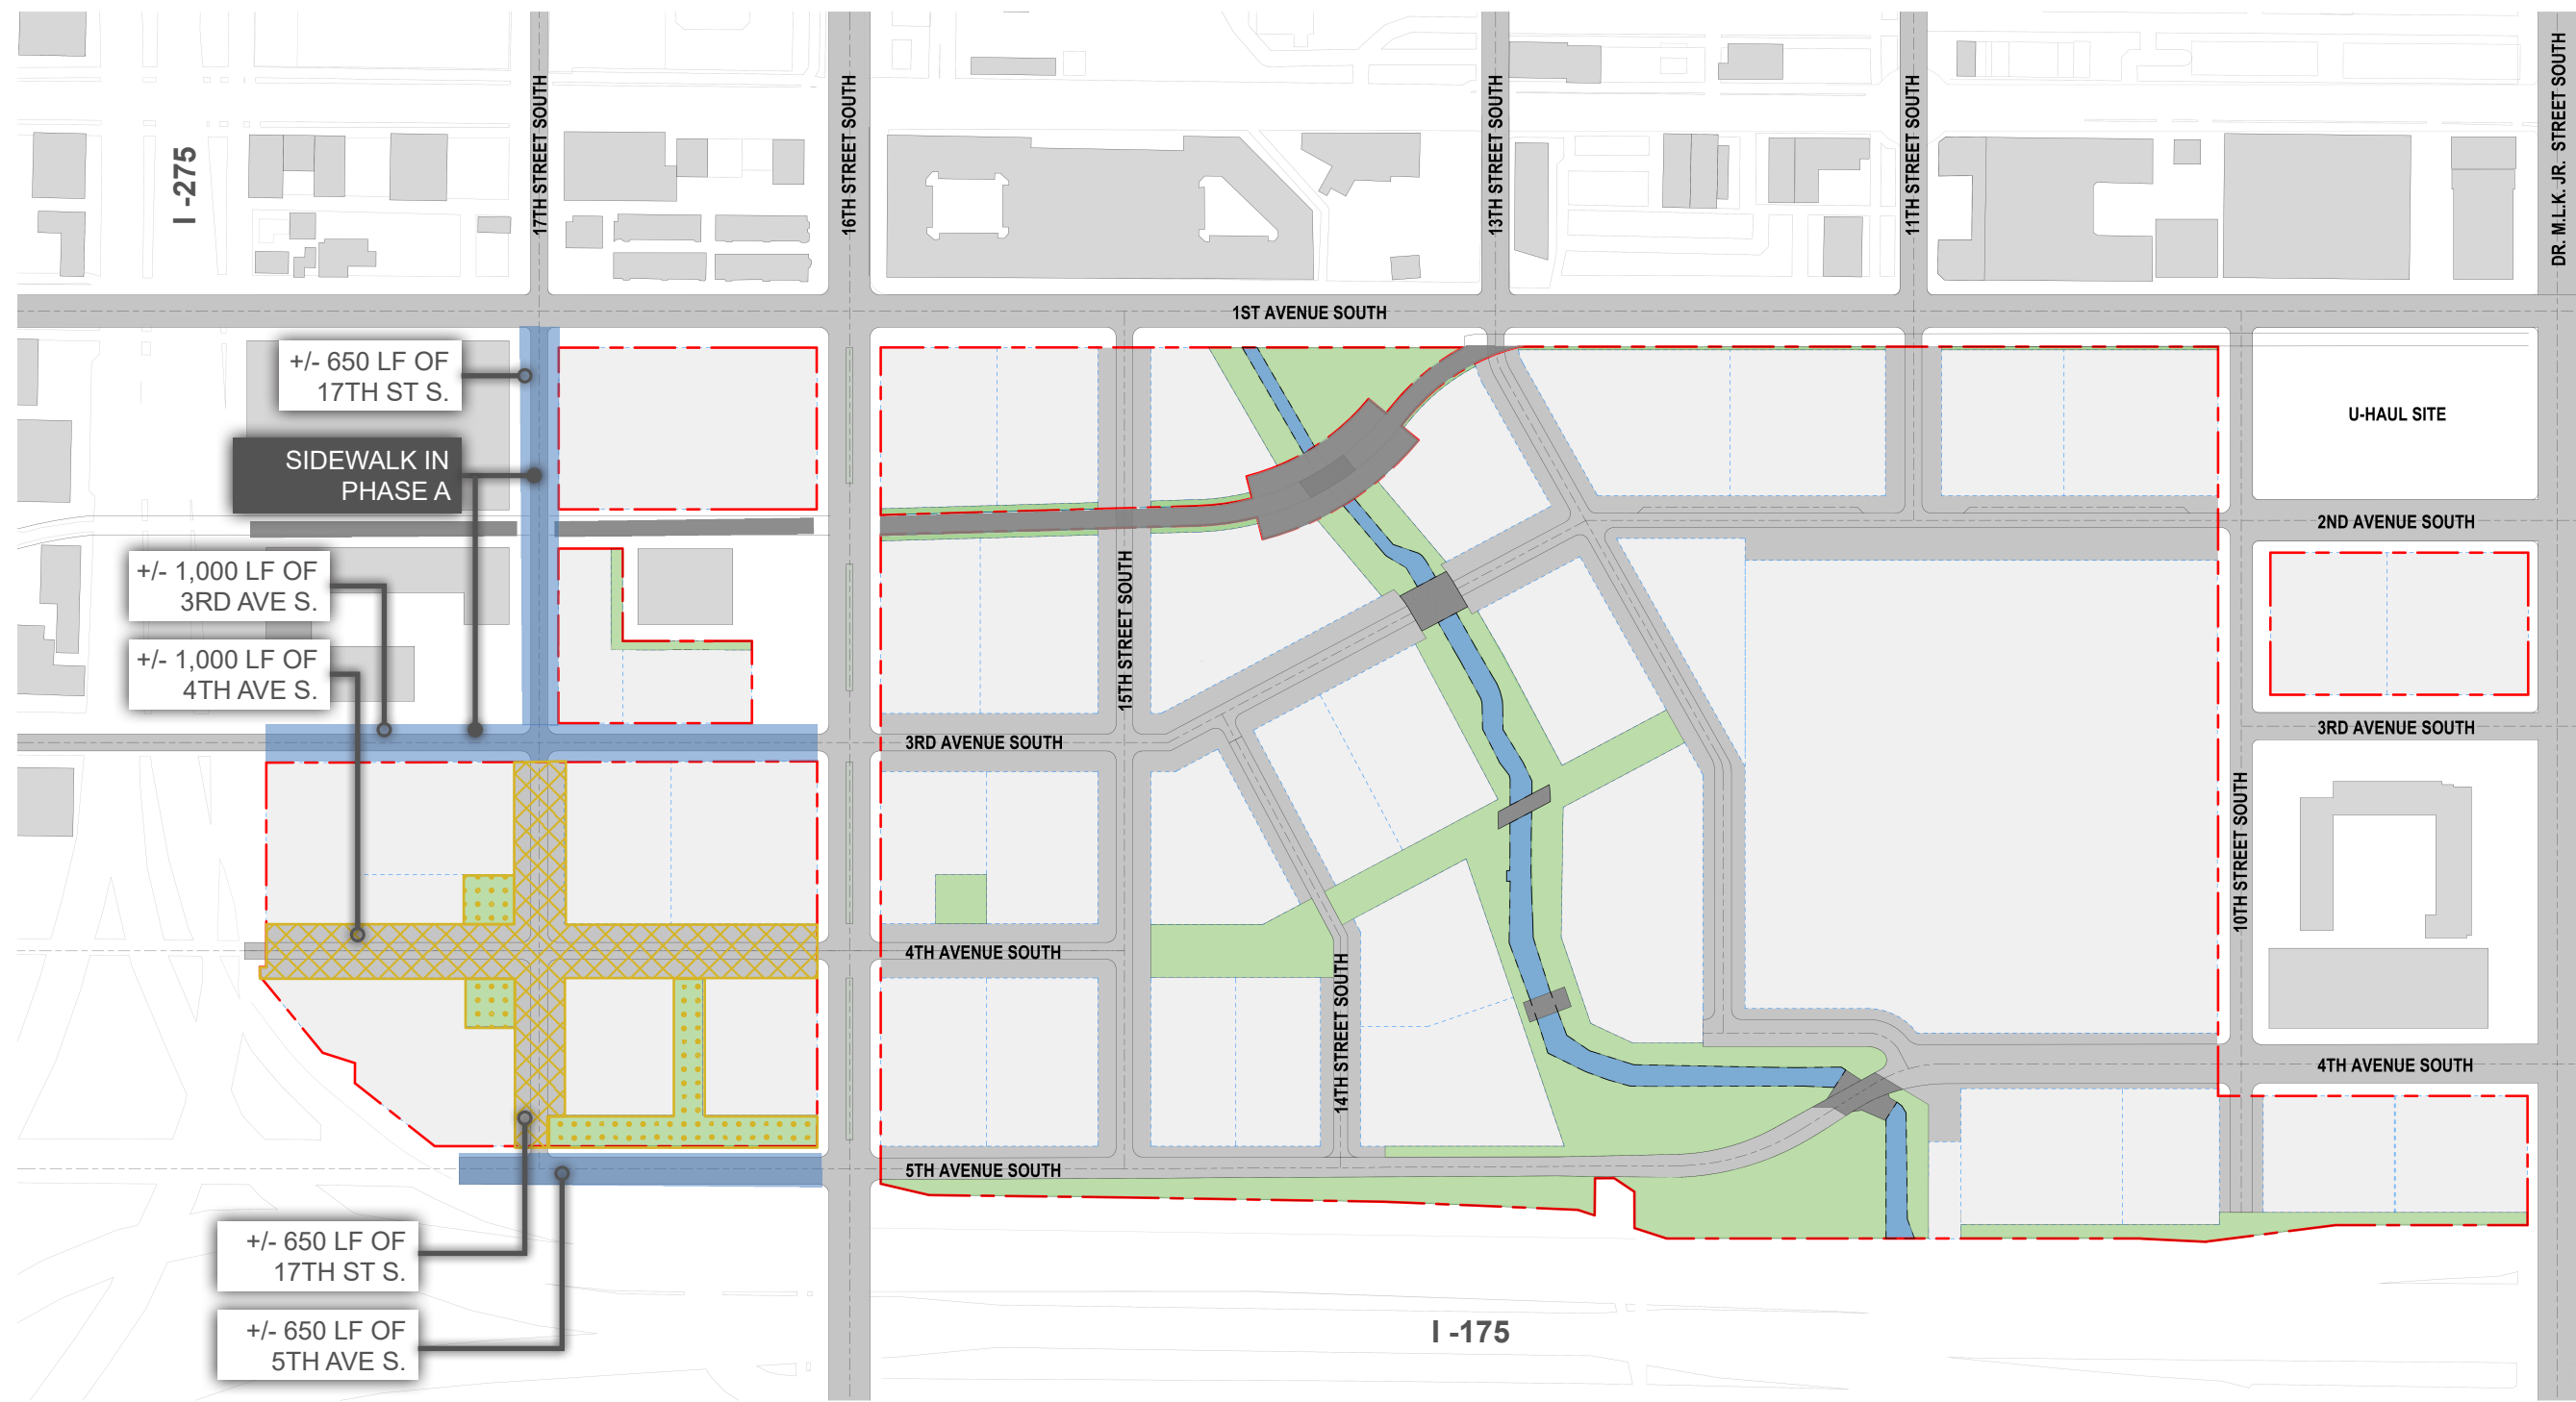 17TH STREET SOUTH
16TH STREET SOUTH
13TH STREET SOUTH
11TH STREET SOUTH
DR. M.L.K. JR. STREET SOUTH
I -275
1ST AVENUE SOUTH
+/- 650 LF OF
17TH ST S.
U-HAUL SITE
SIDEWALK IN
PHASE A
2ND AVENUE SOUTH
+/- 1,000 LF OF
3RD AVE S.
15TH STREET SOUTH
+/- 1,000 LF OF
4TH AVE S.
3RD AVENUE SOUTH
3RD AVENUE SOUTH
10TH STREET SOUTH
4TH AVENUE SOUTH
14TH STREET SOUTH
4TH AVENUE SOUTH
5TH AVENUE SOUTH
+/- 650 LF OF
17TH ST S.
+/- 650 LF OF
5TH AVE S.
I -175